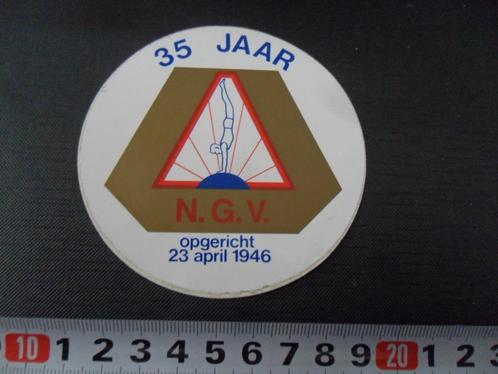 35 JAAR
N.G.V.
opgericht
23 april 1946
10 1 2 3 4 5 6 7 8 9 20 1 2